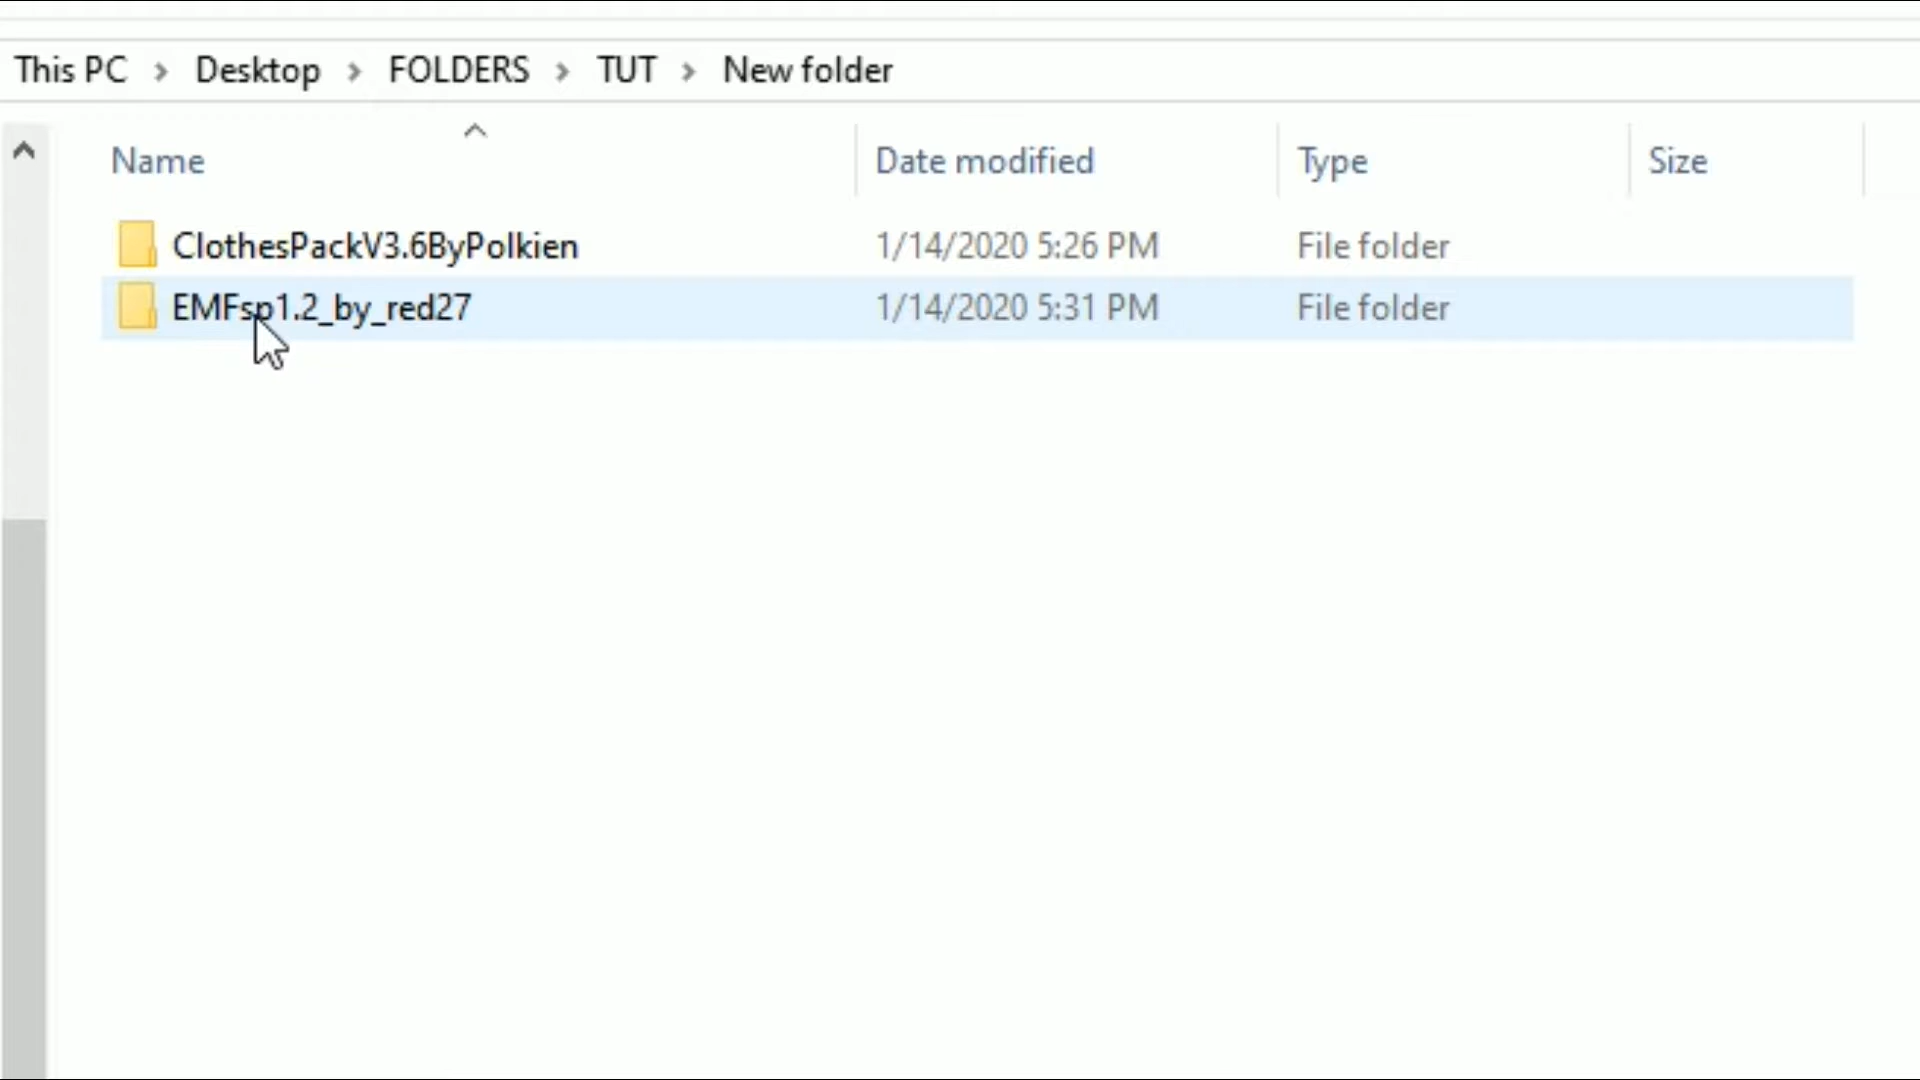 This PC > Desktop > FOLDERS > TUT > New folder
Name Date modified Type Size
ClothesPackV3.6ByPolkien 1/14/2020 5:26 PM File folder
EMFsp1.2_by_red27 1/14/2020 5:31 PM File folder